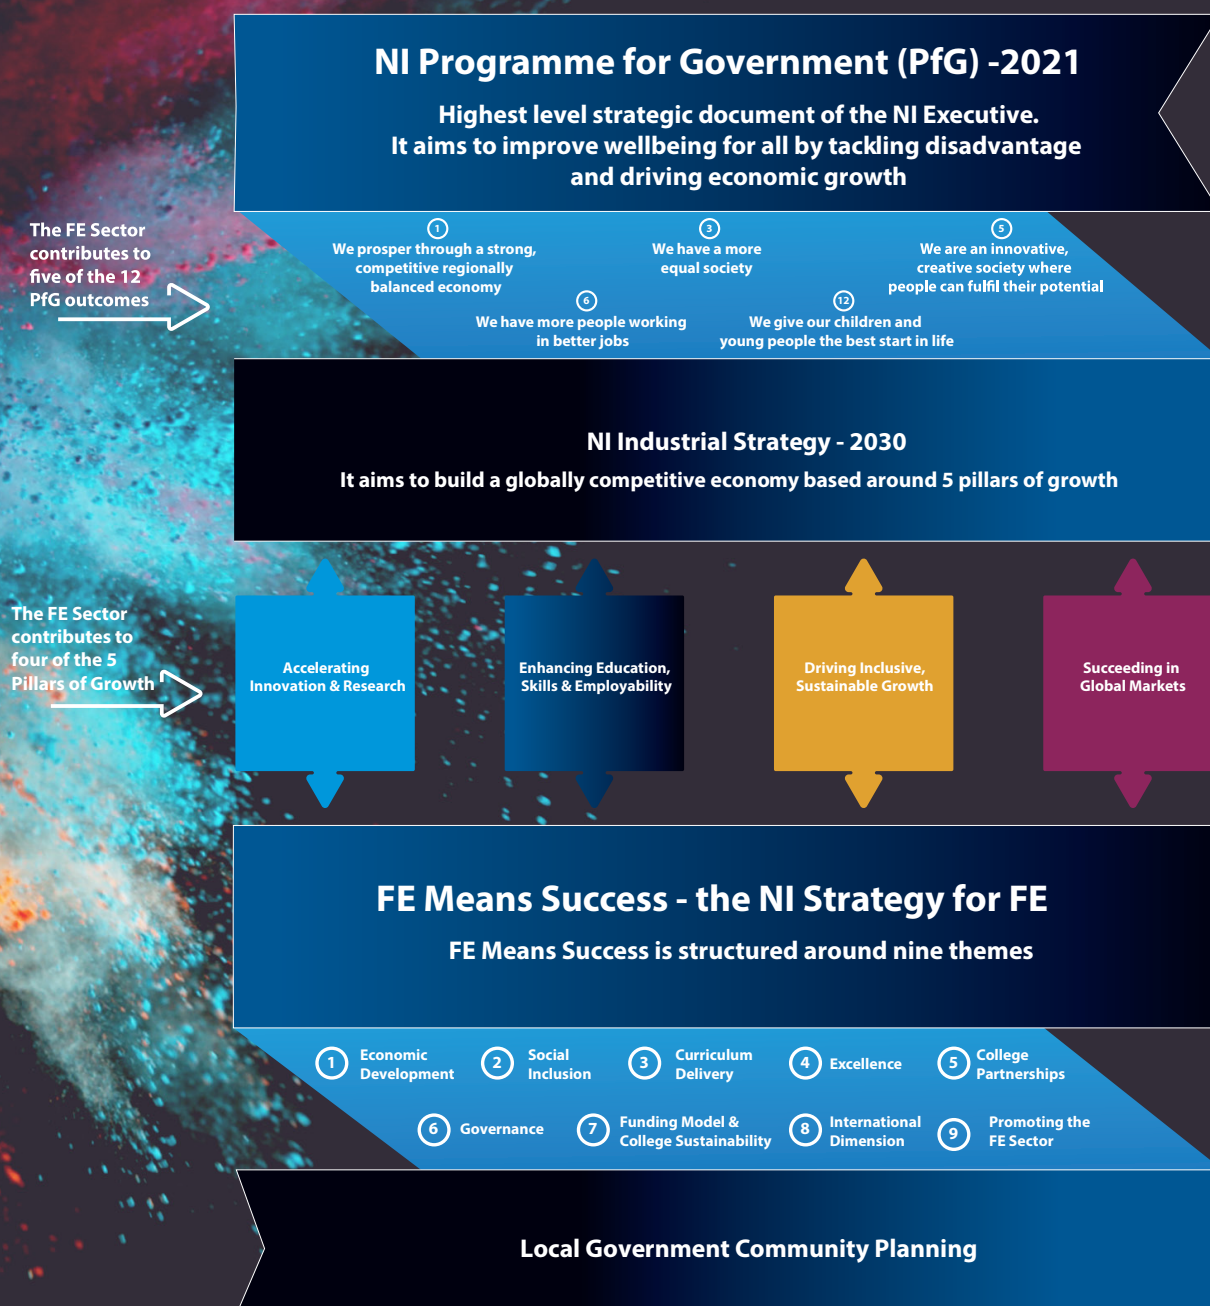 NI Programme for Government (PfG) -2021
Highest level strategic document of the NI Executive.
It aims to improve wellbeing for all by tackling disadvantage
and driving economic growth
The FE Sector
contributes to
five of the 12
PfG outcomes
1
We prosper through a strong,
competitive regionally
balanced economy
3
We have a more
equal society
5
We are an innovative,
creative society where
people can fulfil their potential
6
We have more people working
in better jobs
12
We give our children and
young people the best start in life
NI Industrial Strategy - 2030
It aims to build a globally competitive economy based around 5 pillars of growth
The FE Sector
contributes to
four of the 5
Pillars of Growth
Accelerating
Innovation & Research
Enhancing Education,
Skills & Employability
Driving Inclusive,
Sustainable Growth
Succeeding in
Global Markets
FE Means Success - the NI Strategy for FE
FE Means Success is structured around nine themes
1 Economic
Development
2 Social
Inclusion
3 Curriculum
Delivery
4 Excellence
5 College
Partnerships
6 Governance
7 Funding Model &
College Sustainability
8 International
Dimension
9 Promoting the
FE Sector
Local Government Community Planning